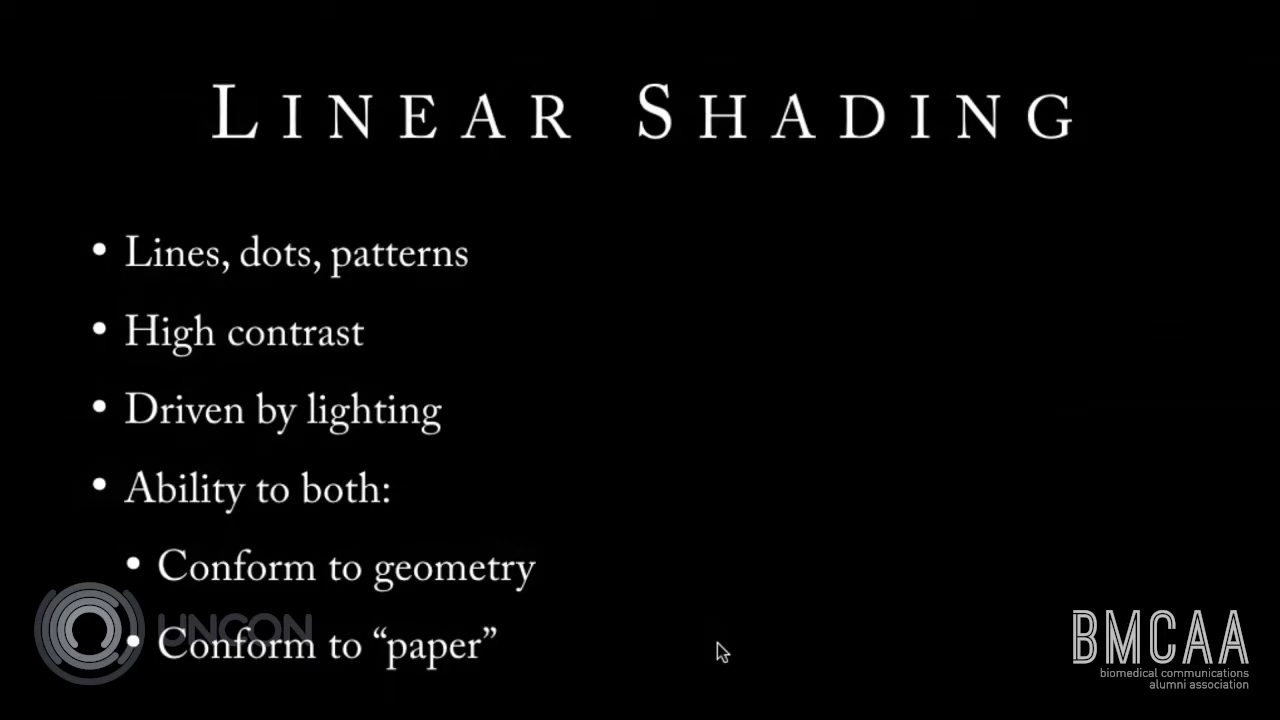 LINEAR SHADING
• Lines, dots, patterns
• High contrast
• Driven by lighting
• Ability to both:
• Conform to geometry
UNCON
• Conform to “paper”
BMCAA
biomedical communications
alumni association